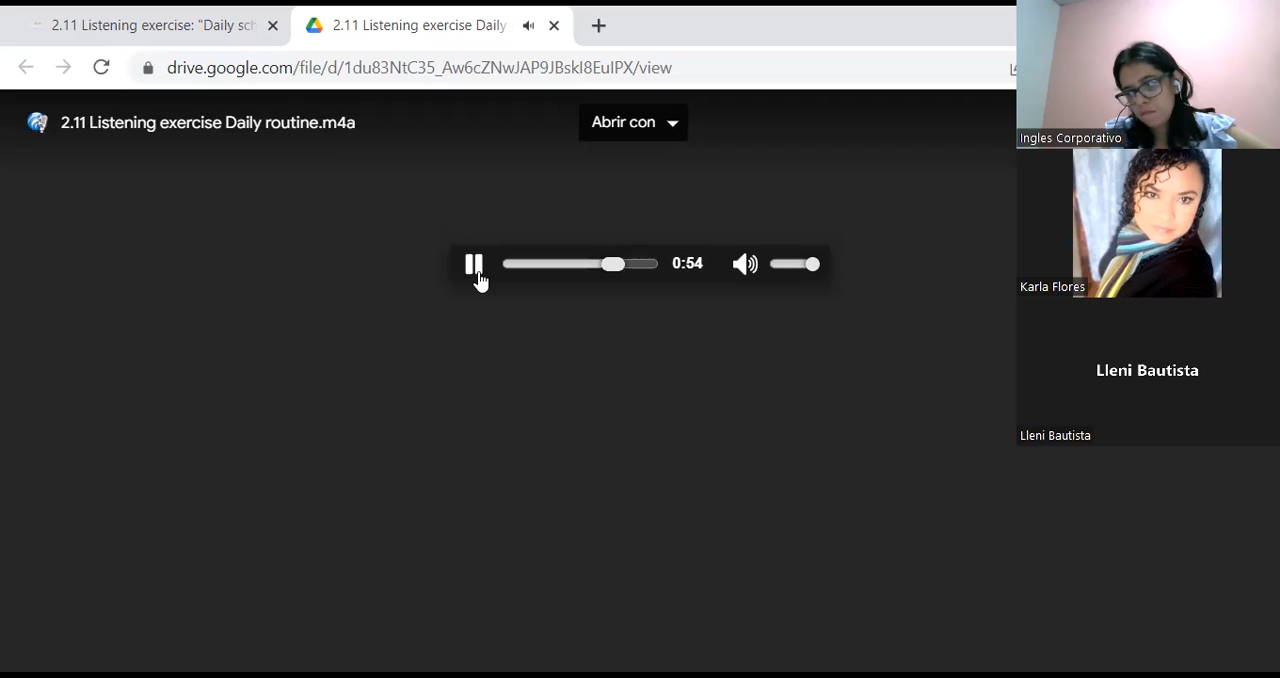 2.11 Listening exercise: "Daily sch
2.11 Listening exercise Daily
drive.google.com/file/d/1du83NtC35_Aw6cZNwJAP9JBskI8EulPX/view
2.11 Listening exercise Daily routine.m4a
Abrir con
0:54
Ingles Corporativo
Karla Flores
Lleni Bautista
Lleni Bautista